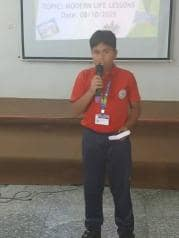 TOPIC: MODERN LIFE LESSONS
Date: 08/10/2025